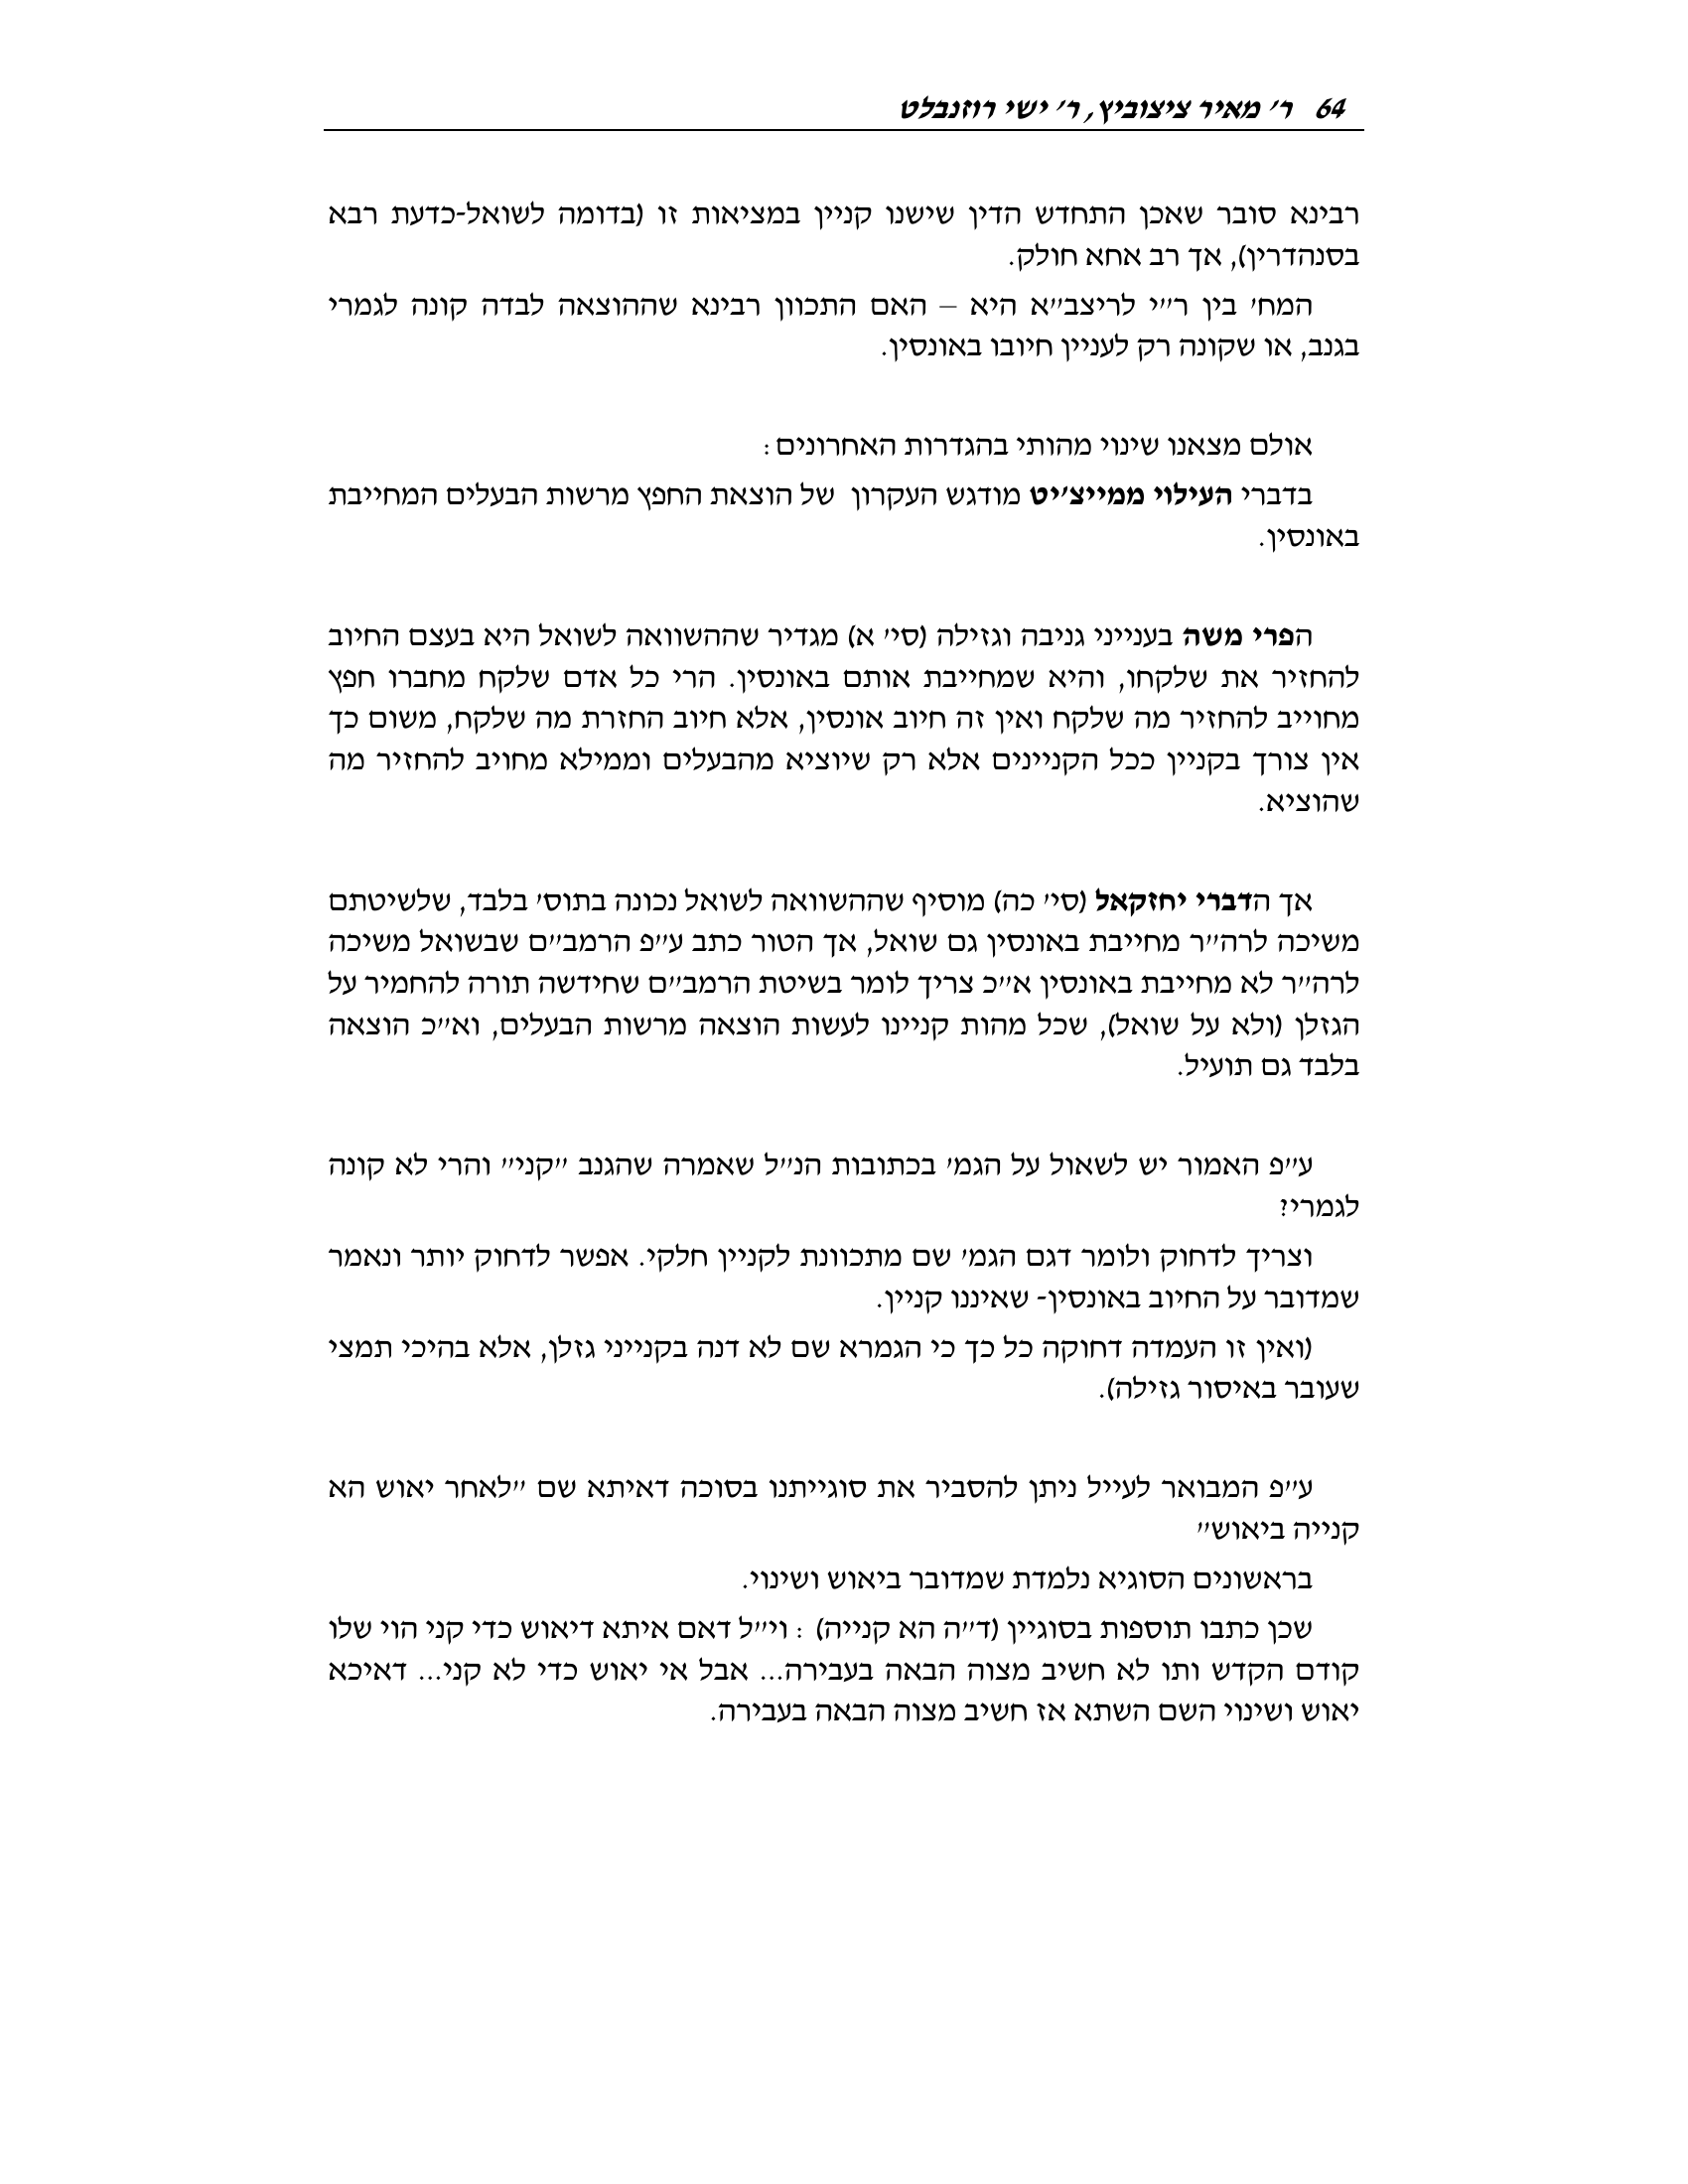 64 ר' מאיר ציצוביץ, ר' ישי רוזנבלט
רבינא סובר שאכן התחדש הדין שישנו קניין במציאות זו (בדומה לשואל-כדעת רבא
בסנהדרין), אך רב אחא חולק.
המח' בין ר"י לריצב"א היא – האם התכוון רבינא שההוצאה לבדה קונה לגמרי
בגנב, או שקונה רק לעניין חיובו באונסין.
אולם מצאנו שינוי מהותי בהגדרות האחרונים:
בדברי העילוי ממייצ'יט מודגש העקרון של הוצאת החפץ מרשות הבעלים המחייבת
באונסין.
הפרי משה בענייני גניבה וגזילה (סי' א) מגדיר שההשוואה לשואל היא בעצם החיוב
להחזיר את שלקחו, והיא שמחייבת אותם באונסין. הרי כל אדם שלקח מחברו חפץ
מחוייב להחזיר מה שלקח ואין זה חיוב אונסין, אלא חיוב החזרת מה שלקח, משום כך
אין צורך בקניין ככל הקניינים אלא רק שיוציא מהבעלים וממילא מחויב להחזיר מה
שהוציא.
אך הדברי יחזקאל (סי' כה) מוסיף שההשוואה לשואל נכונה בתוס' בלבד, שלשיטתם
משיכה לרה"ר מחייבת באונסין גם שואל, אך הטור כתב ע"פ הרמב"ם שבשואל משיכה
לרה"ר לא מחייבת באונסין א"כ צריך לומר בשיטת הרמב"ם שחידשה תורה להחמיר על
הגזלן (ולא על שואל), שכל מהות קניינו לעשות הוצאה מרשות הבעלים, וא"כ הוצאה
בלבד גם תועיל.
ע"פ האמור יש לשאול על הגמ' בכתובות הנ"ל שאמרה שהגנב "קני" והרי לא קונה
לגמרי?
וצריך לדחוק ולומר דגם הגמ' שם מתכוונת לקניין חלקי. אפשר לדחוק יותר ונאמר
שמדובר על החיוב באונסין- שאיננו קניין.
(ואין זו העמדה דחוקה כל כך כי הגמרא שם לא דנה בקנייני גזלן, אלא בהיכי תמצי
שעובר באיסור גזילה).
ע"פ המבואר לעייל ניתן להסביר את סוגייתנו בסוכה דאיתא שם "לאחר יאוש הא
קנייה ביאוש"
בראשונים הסוגיא נלמדת שמדובר ביאוש ושינוי.
שכן כתבו תוספות בסוגיין (ד"ה הא קנייה) : וי"ל דאם איתא דיאוש כדי קני הוי שלו
קודם הקדש ותו לא חשיב מצוה הבאה בעבירה... אבל אי יאוש כדי לא קני... דאיכא
יאוש ושינוי השם השתא אז חשיב מצוה הבאה בעבירה.